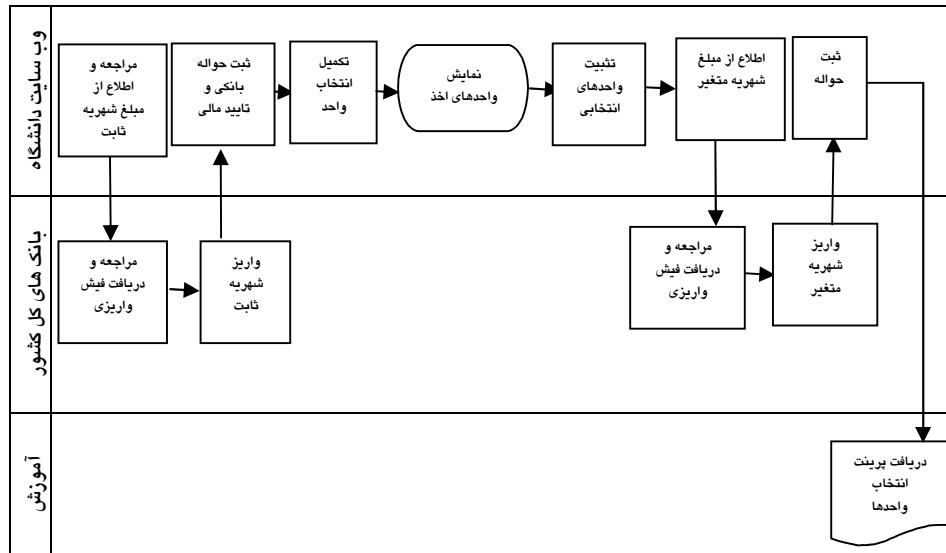 وب سایت دانشگاه
مراجعه و
اطلاع از
مبلغ شهریه
ثابت
ثبت حواله
بانکی و
تایید مالی
تکمیل
انتخاب
واحد
نمایش
واحدهای اخذ
تثبیت
واحدهای
انتخابی
اطلاع از مبلغ
شهریه متغیر
ثبت
حواله
بانک های کل کشور
مراجعه و
دریافت فیش
واریزی
واریز
شهریه
ثابت
مراجعه و
دریافت فیش
واریزی
واریز
شهریه
متغیر
آموزش
دریافت پرینت
انتخاب
واحدها